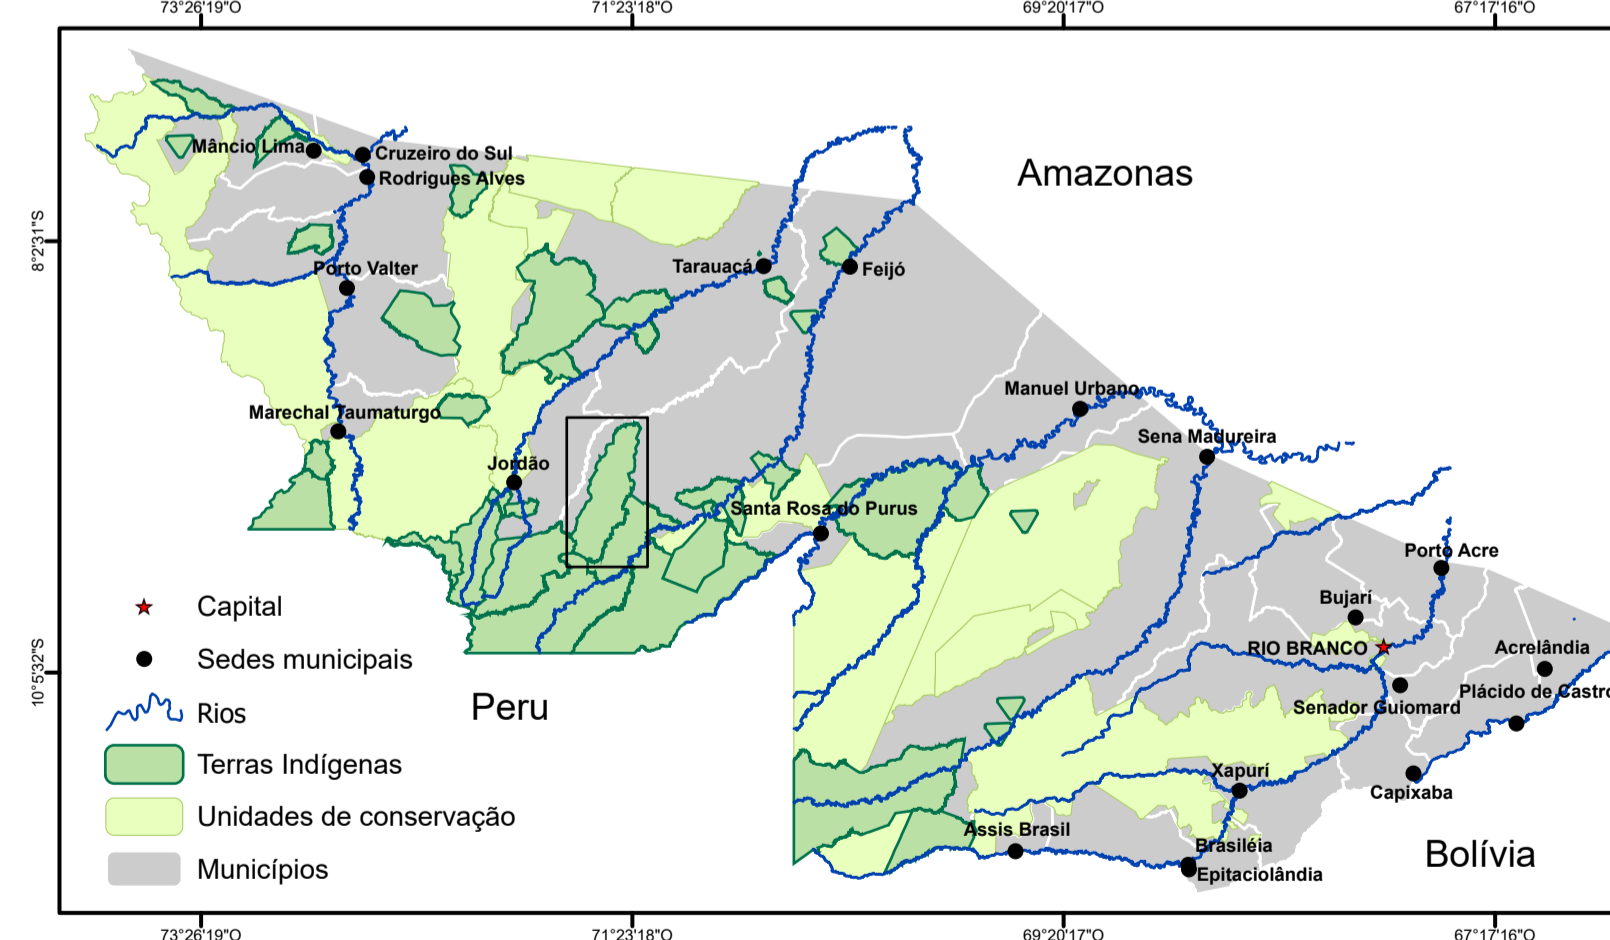 73°26'19"O 71°23'18"O 69°20'17"O 67°17'16"O
Amazonas
Mâncio Lima
Cruzeiro do Sul
Rodrigues Alves
8°2'31"S
Porto Valter
Tarauacá
Feijó
Manuel Urbano
Marechal Taumaturgo
Sena Madureira
Jordão
Santa Rosa do Purus
Porto Acre
Bujarí
RIO BRANCO
Acrelândia
Plácido de Castro
Senador Guiomard
10°5'32"S
Peru
Xapurí
Capixaba
Assis Brasil
Brasiléia
Epitaciolândia
Bolívia
Capital
Sedes municipais
Rios
Terras Indígenas
Unidades de conservação
Municípios
73°26'19"O 71°23'18"O 69°20'17"O 67°17'16"O